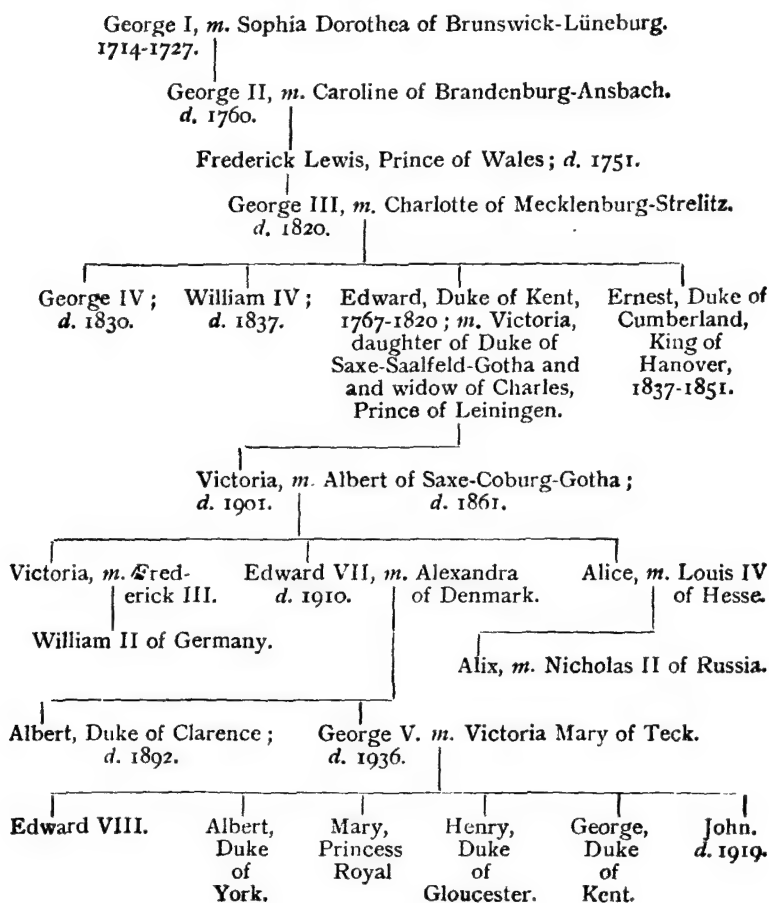 George I, m. Sophia Dorothea of Brunswick-Lüneburg.
1714-1727.
George II, m. Caroline of Brandenburg-Ansbach.
d. 1760.
Frederick Lewis, Prince of Wales; d. 1751.
George III, m. Charlotte of Mecklenburg-Strelitz.
d. 1820.
George IV;
d. 1830.
William IV;
d. 1837.
Edward, Duke of Kent,
1767-1820; m. Victoria,
daughter of Duke of
Saxe-Saalfeld-Gotha and
and widow of Charles,
Prince of Leiningen.
Ernest, Duke of
Cumberland,
King of
Hanover,
1837-1851.
Victoria, m. Albert of Saxe-Coburg-Gotha;
d. 1901. d. 1861.
Victoria, m. Fred-
erick III.
Edward VII, m. Alexandra
d. 1910. of Denmark.
Alice, m. Louis IV
of Hesse.
William II of Germany.
Alix, m. Nicholas II of Russia.
Albert, Duke of Clarence;
d. 1892.
George V. m. Victoria Mary of Teck.
d. 1936.
Edward VIII.
Albert,
Duke
of
York.
Mary,
Princess
Royal
Henry,
Duke
of
Gloucester.
George,
Duke
of
Kent.
John.
d. 1919.